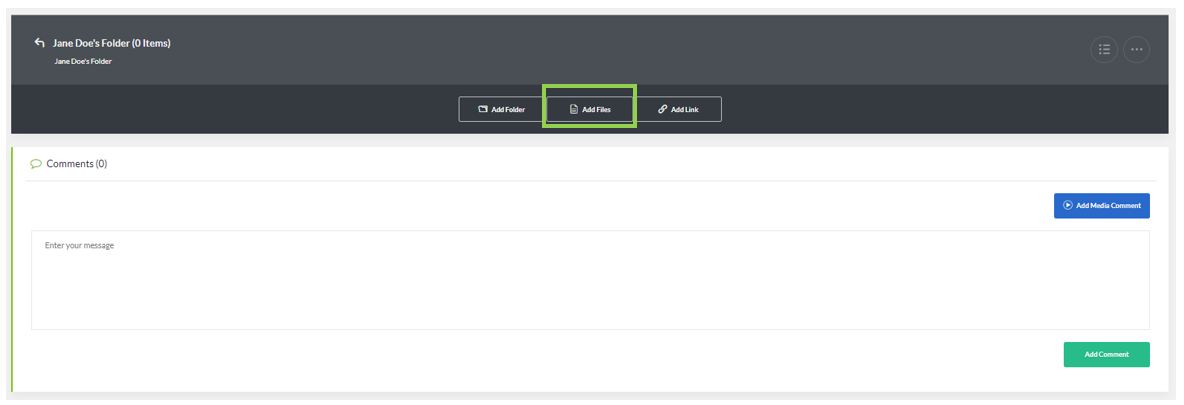 Jane Doe's Folder (0 Items)
Jane Doe's Folder
Add Folder
Add Files
Add Link
Comments (0)
Add Media Comment
Enter your message
Add Comment